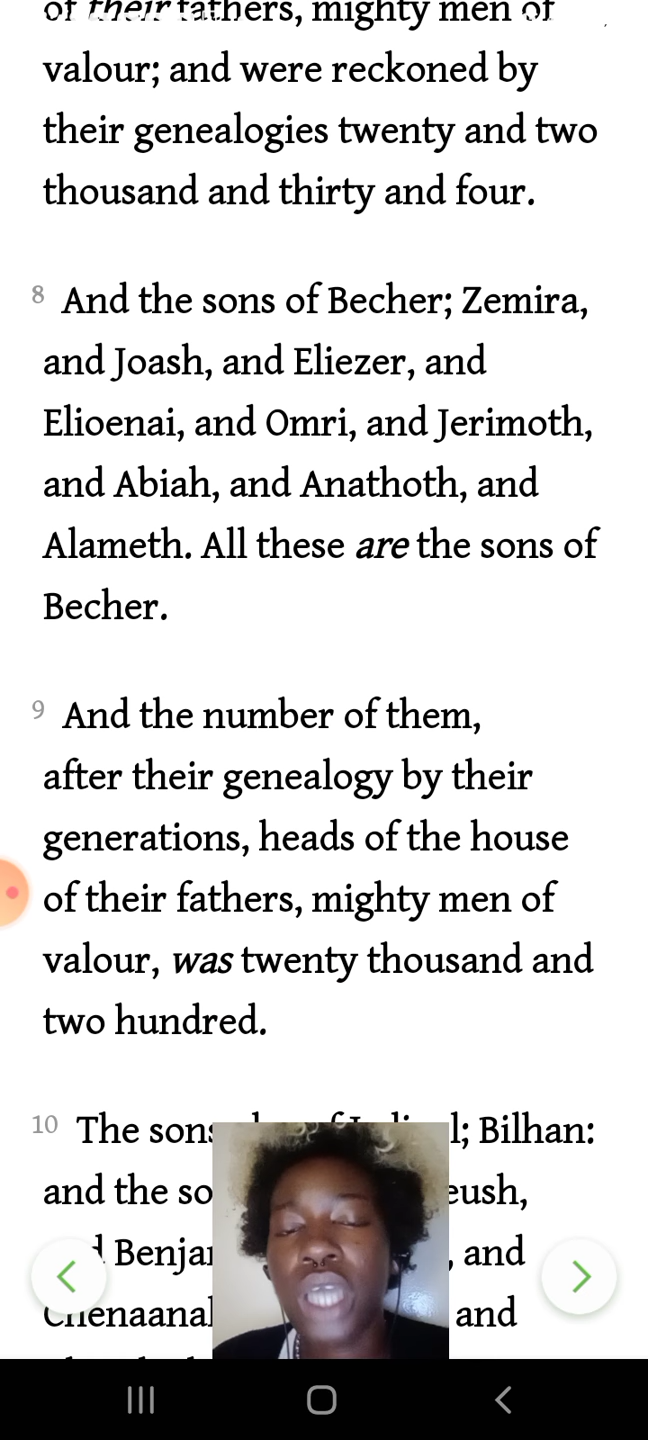 of their fathers, mighty men of
valour; and were reckoned by
their genealogies twenty and two
thousand and thirty and four.
8 And the sons of Becher; Zemira,
and Joash, and Eliezer, and
Elioenai, and Omri, and Jerimoth,
and Abiah, and Anathoth, and
Alameth. All these are the sons of
Becher.
9 And the number of them,
after their genealogy by their
generations, heads of the house
of their fathers, mighty men of
valour, was twenty thousand and
two hundred.
10 The sons Bilhan:
and the
and
and